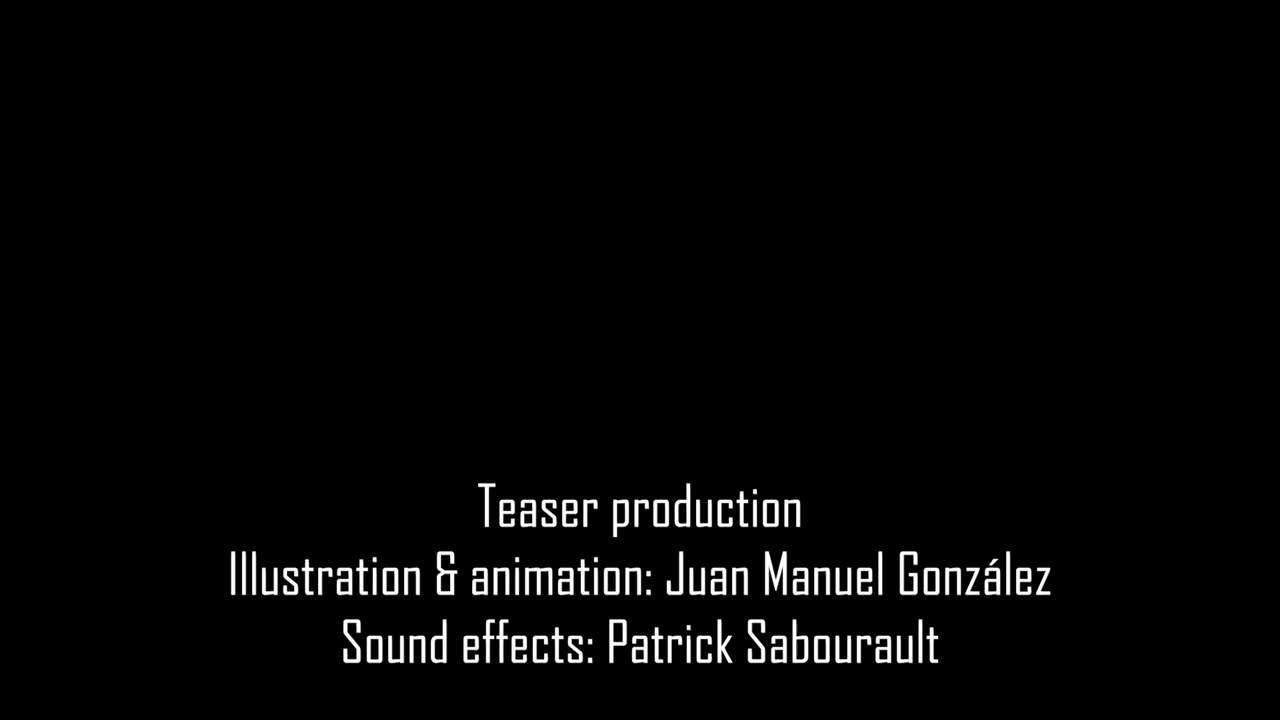 Teaser production
Illustration & animation: Juan Manuel González
Sound effects: Patrick Sabourault